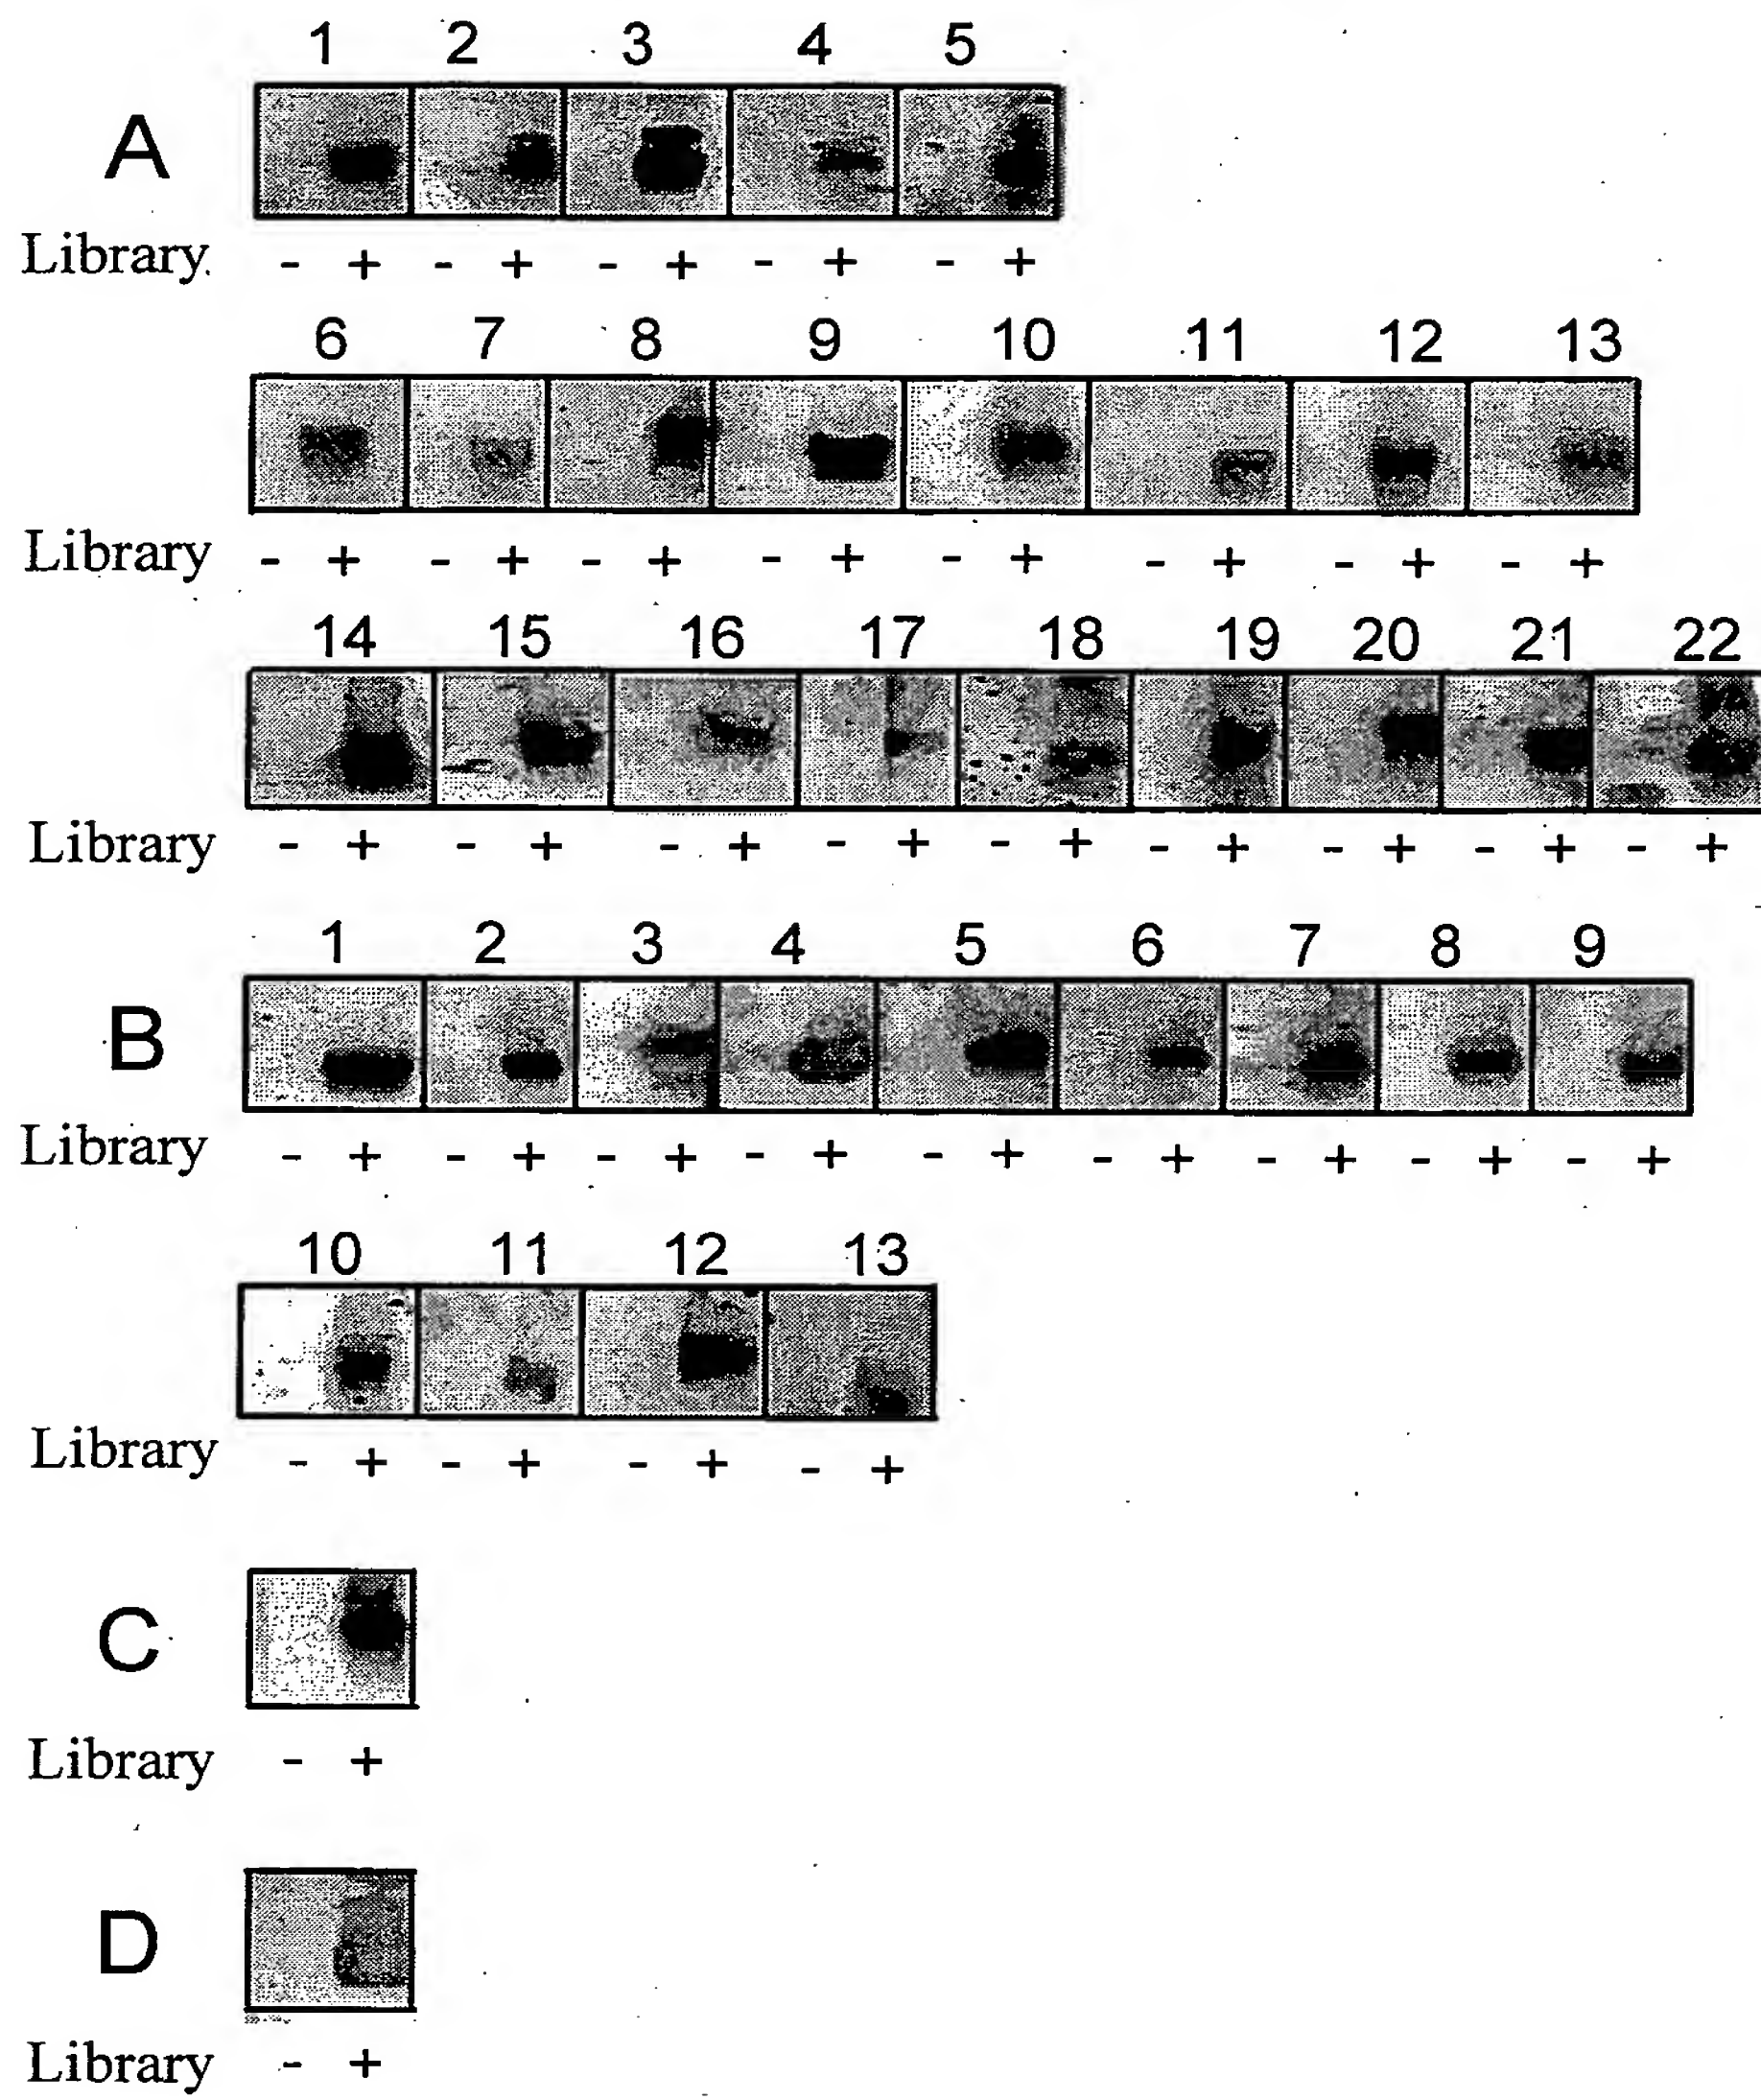 1 2 3 4 5
A
Library - + - + - + - + - +
6 7 8 9 10 11 12 13
Library - + - + - + - + - + - + - + - +
14 15 16 17 18 19 20 21 22
Library - + - + - + - + - + - + - + - + - +
1 2 3 4 5 6 7 8 9
B
Library - + - + - + - + - + - + - + - + - +
10 11 12 13
Library - + - + - + - +
C
Library - +
D
Library - +